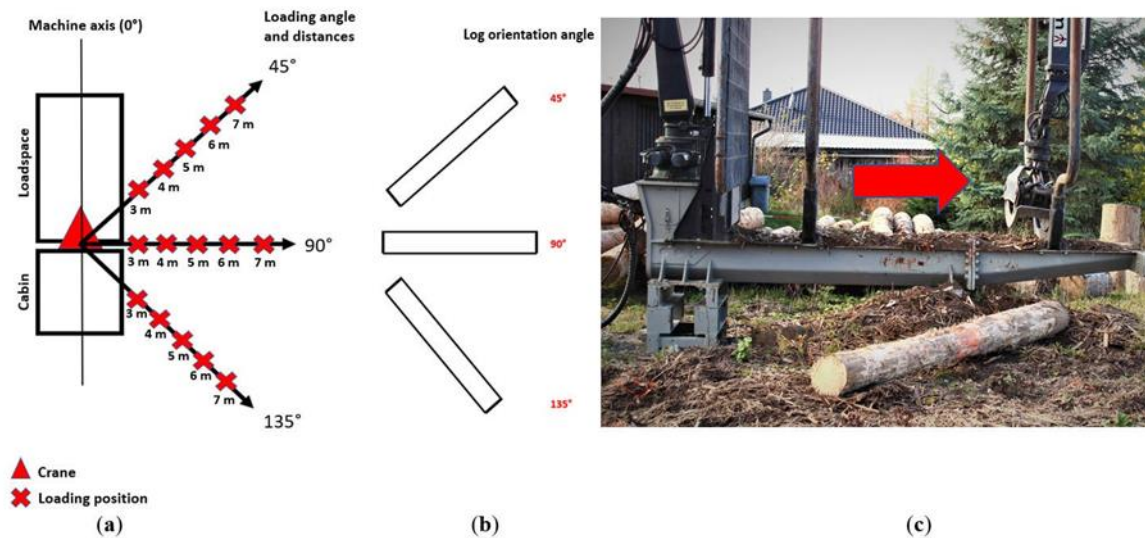 Machine axis (0°)
Loading angle
and distances
Log orientation angle
45°
7 m
6 m
5 m
4 m
3 m
Loadspace
90°
3 m
4 m
5 m
6 m
7 m
Cabin
3 m
4 m
5 m
6 m
7 m
135°
45°
90°
135°
Crane
Loading position
(a)
(b)
(c)